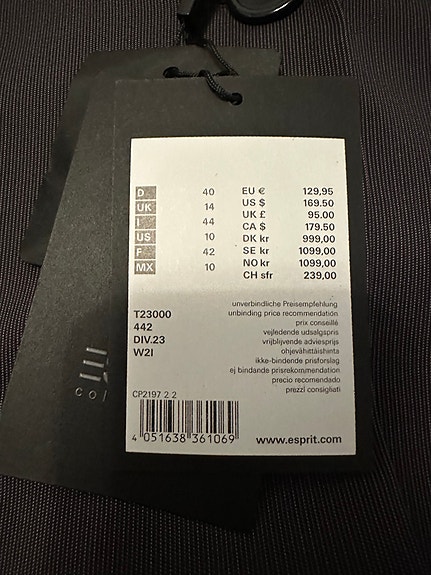 D 40
UK 14
I 44
US 10
F 42
MX 10
EU € 129,95
US $ 169.50
UK £ 95.00
CA $ 179.50
DK kr 999,00
SE kr 1099,00
NO kr 1099,00
CH sfr 239,00
unverbindliche Preisempfehlung
unbinding price recommendation
prix conseillé
vejledende udsalgspris
vrijblijvende adviesprijs
ohjevähittäishinta
ikke-bindende prisforslag
ej bindande prisrekommendation
precio recomendado
prezzi consigliati
T23000
442
DIV.23
W2I
CP2197 2 2
4 051638 361069
www.esprit.com
col